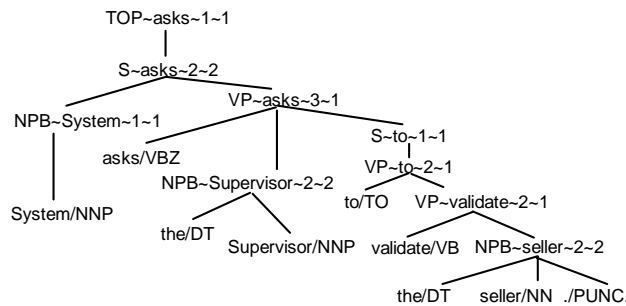 TOP~asks~1~1
S~asks~2~2
VP~asks~3~1
NPB~System~1~1
S~to~1~1
asks/VBZ
VP~to~2~1
NPB~Supervisor~2~2
to/TO
VP~validate~2~1
System/NNP
the/DT
Supervisor/NNP
validate/VB
NPB~seller~2~2
the/DT
seller/NN
./PUNC.